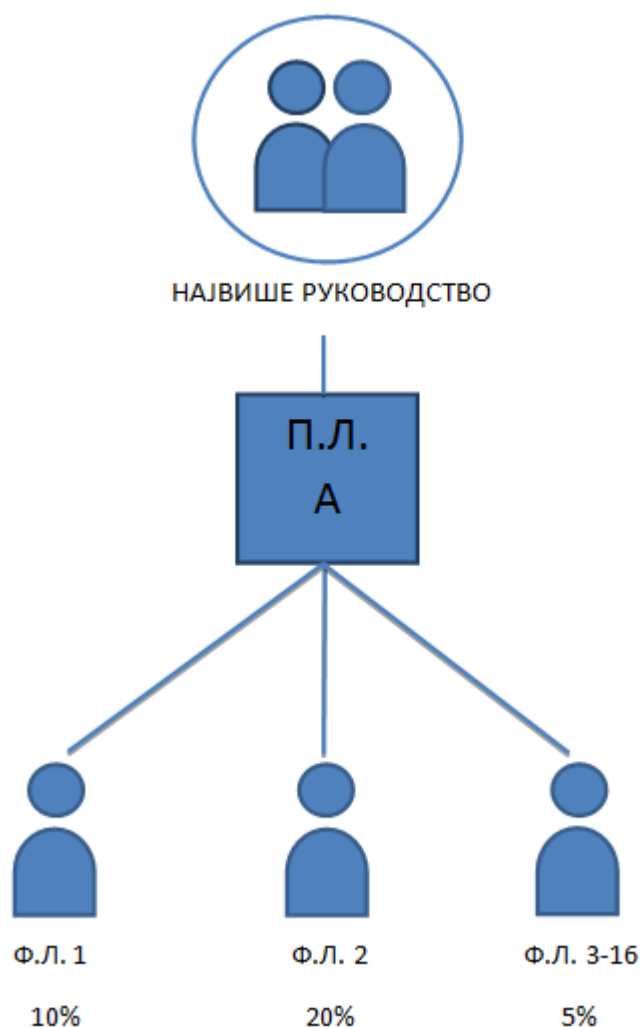 НАЈВИШЕ РУКОВОДСТВО
П.Л.
А
Ф.Л. 1
Ф.Л. 2
Ф.Л. 3-16
10%
20%
5%